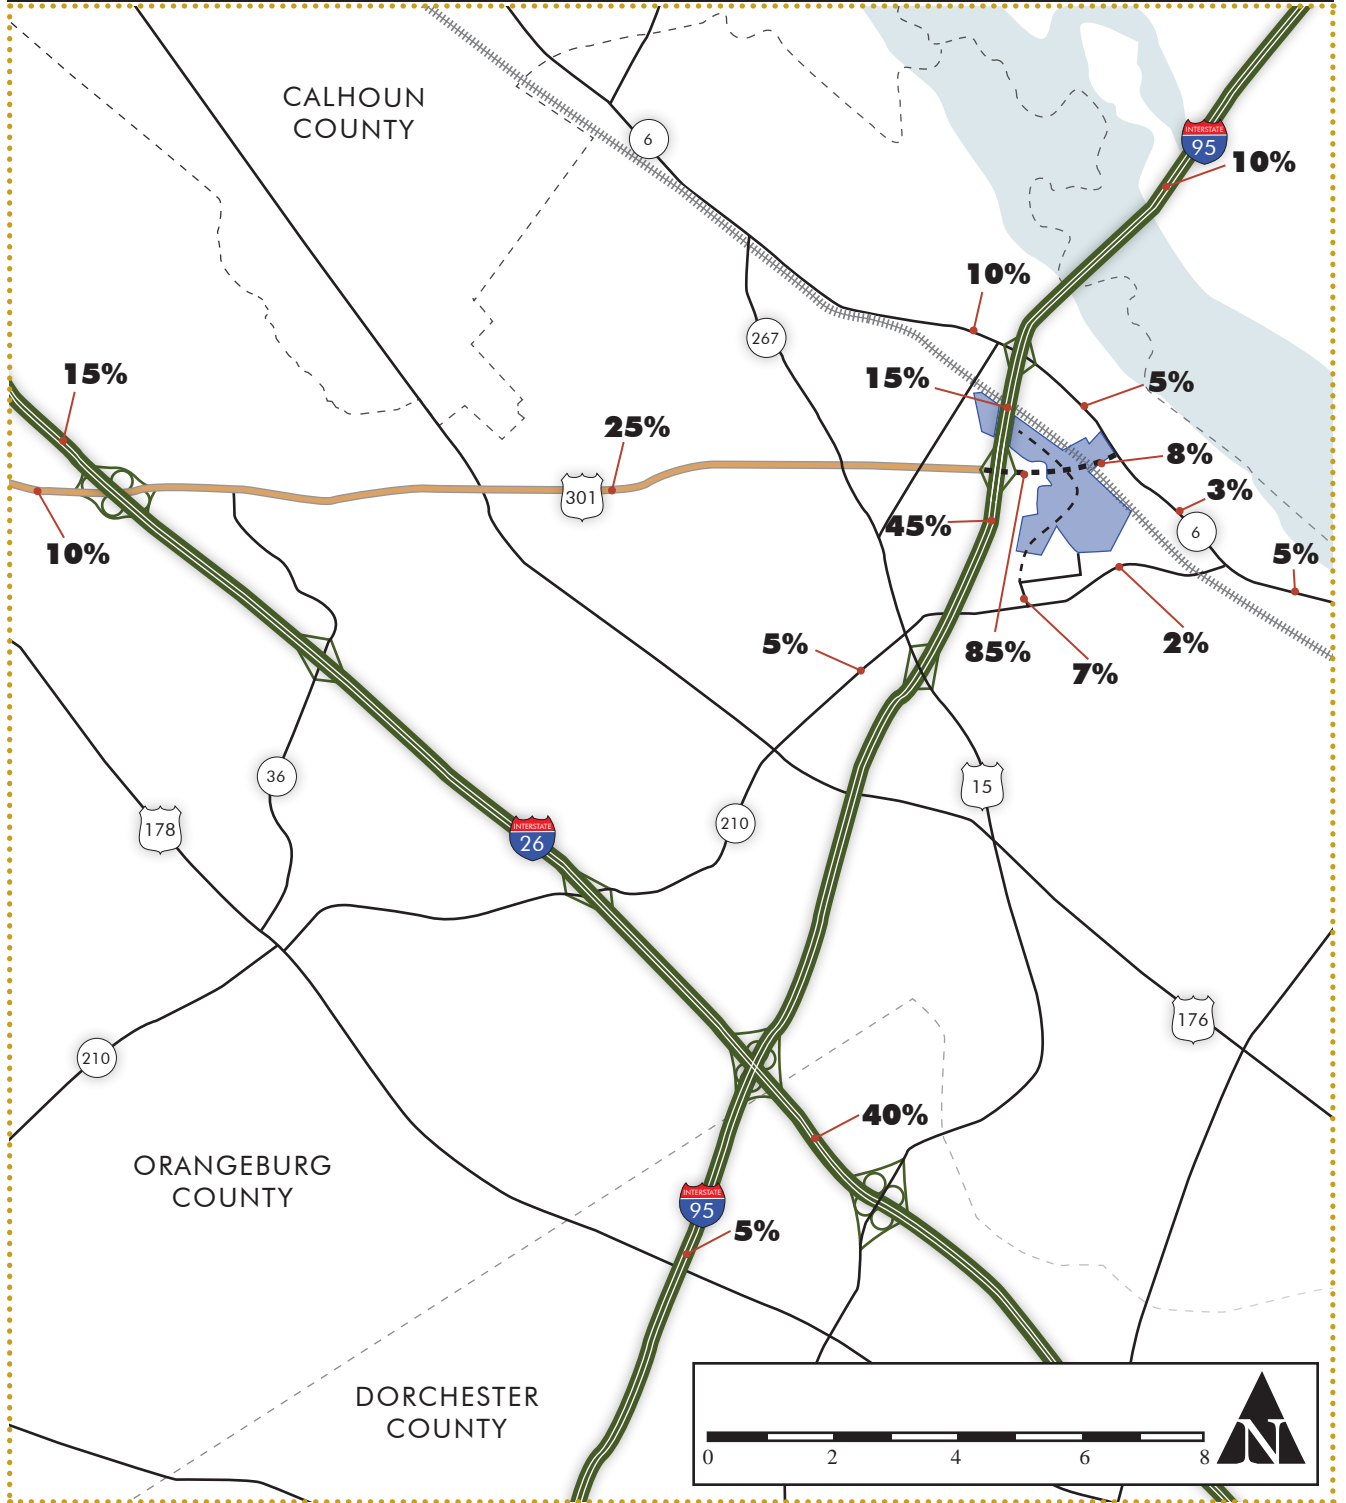 CALHOUN
COUNTY
6
INTERSTATE
95
10%
10%
267
15%
15%
5%
25%
8%
301
3%
45%
6
10%
5%
5%
85%
2%
7%
36
15
178
210
INTERSTATE
26
176
210
40%
ORANGEBURG
COUNTY
INTERSTATE
95
5%
DORCHESTER
COUNTY
0 2 4 6 8
N